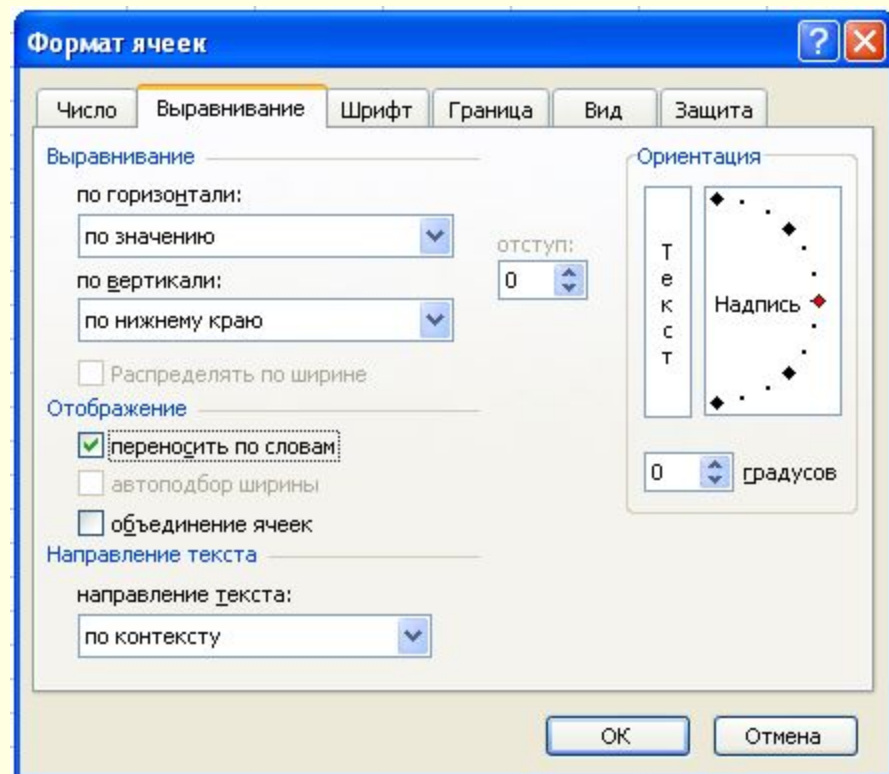 Формат ячеек
Число Выравнивание Шрифт Граница Вид Защита
Выравнивание
по горизонтали:
по значению
отступ:
0
по вертикали:
по нижнему краю
Распределять по ширине
Отображение
переносить по словам
автоподбор ширины
объединение ячеек
Направление текста
направление текста:
по контексту
Ориентация
Текст
Надпись
0 градусов
ОК Отмена